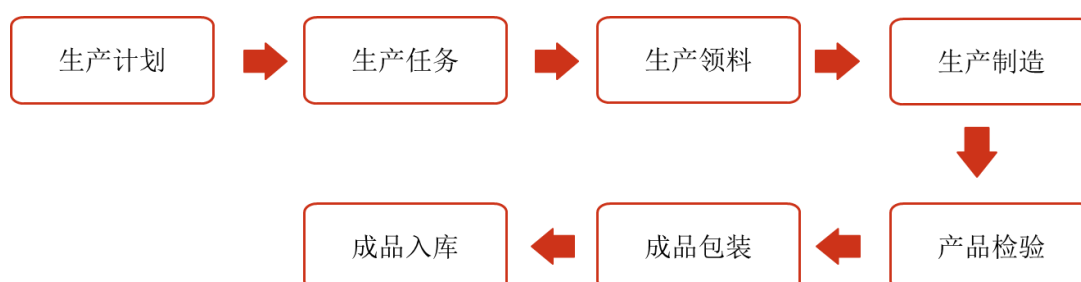 生产计划
生产任务
生产领料
生产制造
产品检验
成品包装
成品入库